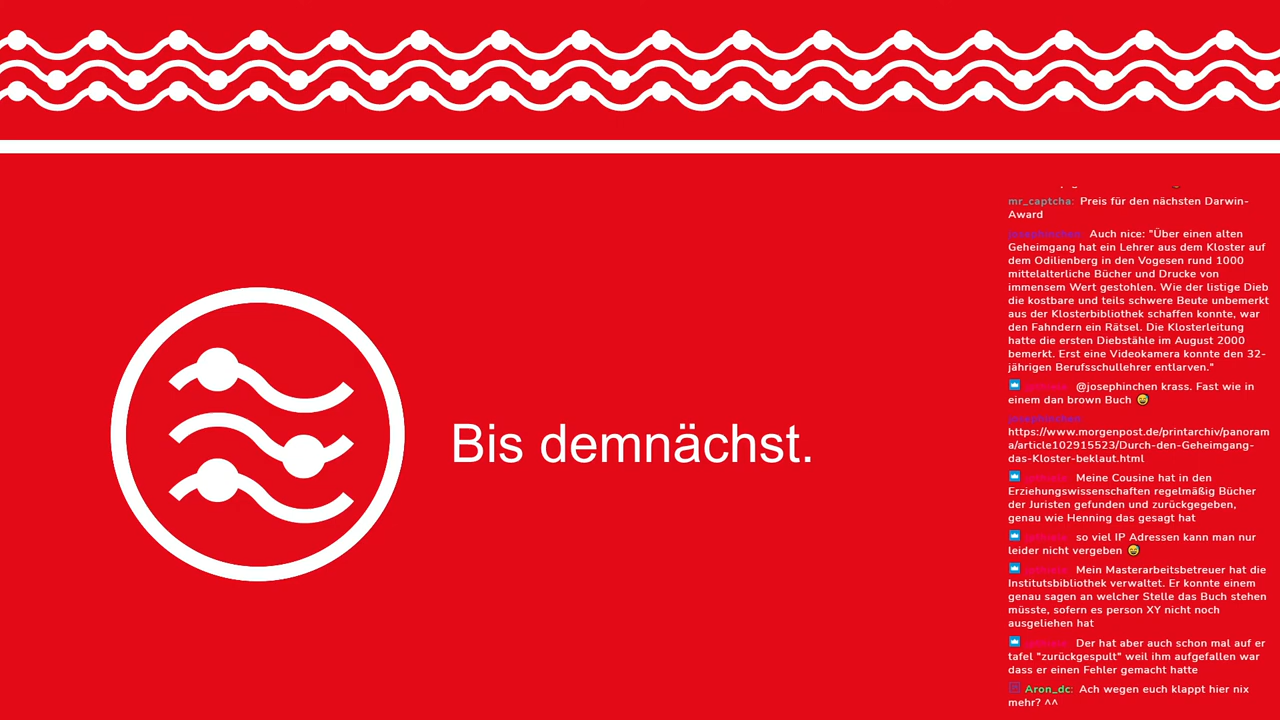 Bis demnächst.
mr_captcha: Preis für den nächsten Darwin-
Award
Auch nice: "Über einen alten
Geheimgang hat ein Lehrer aus dem Kloster auf
dem Odilienberg in den Vogesen rund 1000
mittelalterliche Bücher und Drucke von
immensem Wert gestohlen. Wie der listige Dieb
die kostbare und teils schwere Beute unbemerkt
aus der Klosterbibliothek schaffen konnte, war
den Fahndern ein Rätsel. Die Klosterleitung
hatte die ersten Diebstähle im August 2000
bemerkt. Erst eine Videokamera konnte den 32-
jährigen Berufsschullehrer entlarven."
@josephinchen krass. Fast wie in
einem dan brown Buch 😅
https://www.morgenpost.de/printarchiv/panoram
a/article102915523/Durch-den-Geheimgang-
das-Kloster-beklaut.html
Meine Cousine hat in den
Erziehungswissenschaften regelmäßig Bücher
der Juristen gefunden und zurückgegeben,
genau wie Henning das gesagt hat
so viel IP Adressen kann man nur
leider nicht vergeben 😅
Mein Masterarbeitsbetreuer hat die
Institutsbibliothek verwaltet. Er konnte einem
genau sagen an welcher Stelle das Buch stehen
müsste, sofern es person XY nicht noch
ausgeliehen hat
Der hat aber auch schon mal auf er
tafel "zurückgespult" weil ihm aufgefallen war
dass er einen Fehler gemacht hatte
Aron_dc: Ach wegen euch klappt hier nix
mehr? ^^